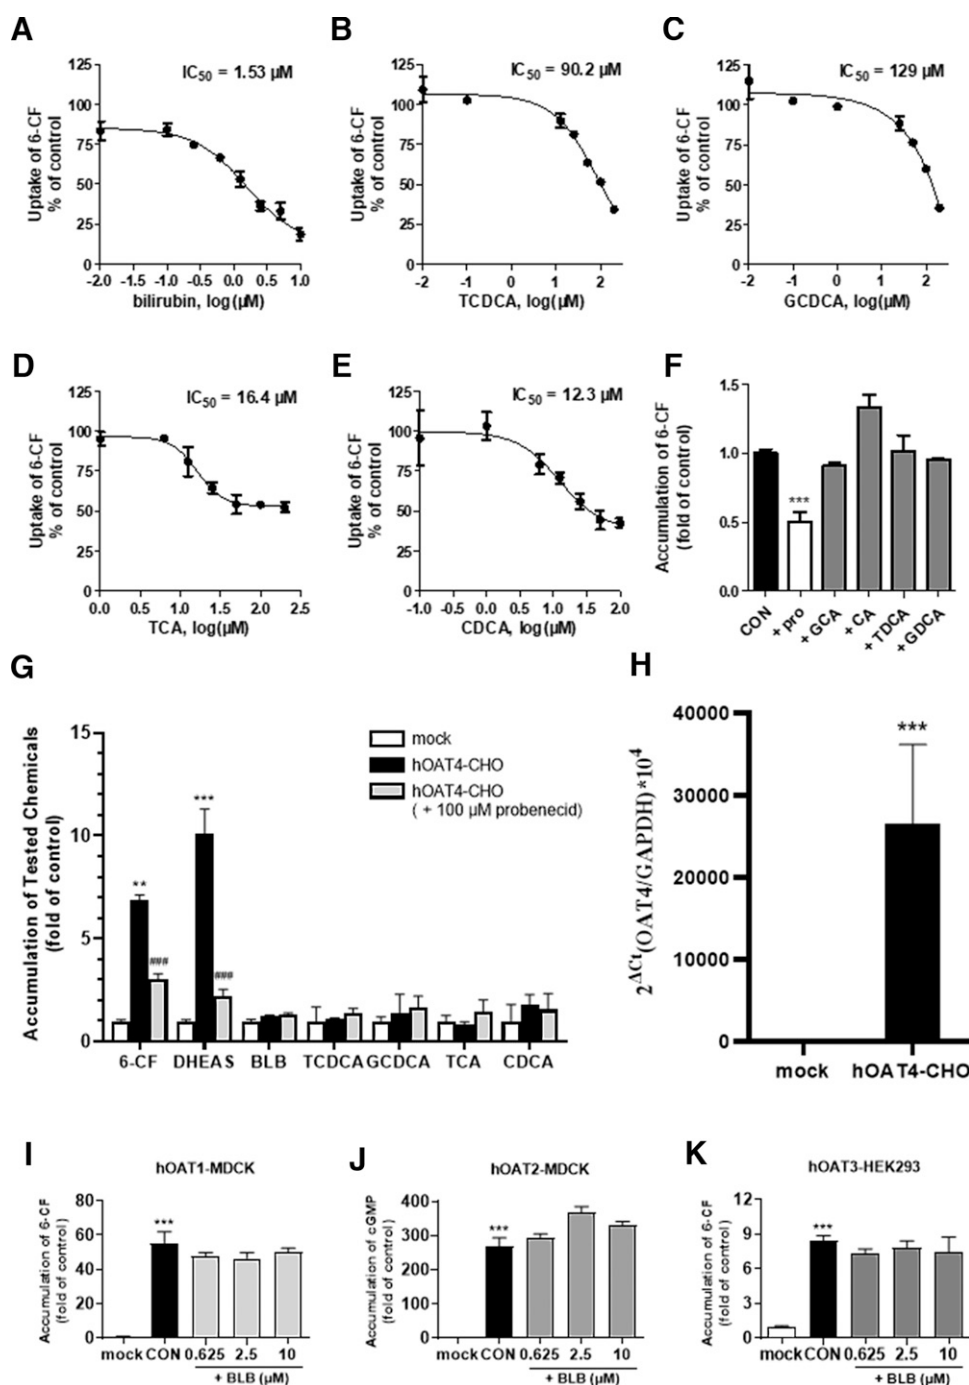 A
B
C
125
100
75
50
25
0
Uptake of 6-CF
% of control
IC50 = 1.53 µM
-2.0 -1.0 -0.5 0.0 0.5 1.0
bilirubin, log(µM)
125
100
75
50
25
0
Uptake of 6-CF
% of control
IC50 = 90.2 µM
-2 -1 0 1 2
TCDCA, log(µM)
125
100
75
50
25
0
Uptake of 6-CF
% of control
IC50 = 129 µM
-2 -1 0 1 2
GCDCA, log(µM)
D
E
F
125
100
75
50
25
0
Uptake of 6-CF
% of control
IC50 = 16.4 µM
0.0 0.5 1.0 1.5 2.0 2.5
TCA, log(µM)
125
100
75
50
25
0
Uptake of 6-CF
% of control
IC50 = 12.3 µM
-1.0 -0.5 0.0 0.5 1.0 1.5 2.0
CDCA, log(µM)
1.5
1.0
0.5
0.0
Accumulation of 6-CF
(fold of control)
***
CON
+ pro
+GCA
+ CA
+TDCA
+GDCA
G
H
15
10
5
0
Accumulation of Tested Chemicals
(fold of control)
mock
hOAT4-CHO
hOAT4-CHO
( + 100 µM probenecid)
**
###
***
###
6-CF DHEAS BLB TCDCA GCDCA TCA CDCA
40000
30000
20000
10000
0
2^ΔCt(OAT4/GAPDH)*10^4
***
mock hOAT4-CHO
I
J
K
hOAT1-MDCK
80
60
40
20
0
Accumulation of 6-CF
(fold of control)
***
mock CON 0.625 2.5 10
+ BLB (µM)
hOAT2-MDCK
400
300
200
100
0
Accumulation of cGMP
(fold of control)
***
mock CON 0.625 2.5 10
+ BLB (µM)
hOAT3-HEK293
12
9
6
3
0
Accumulation of 6-CF
(fold of control)
***
mock CON 0.625 2.5 10
+ BLB (µM)